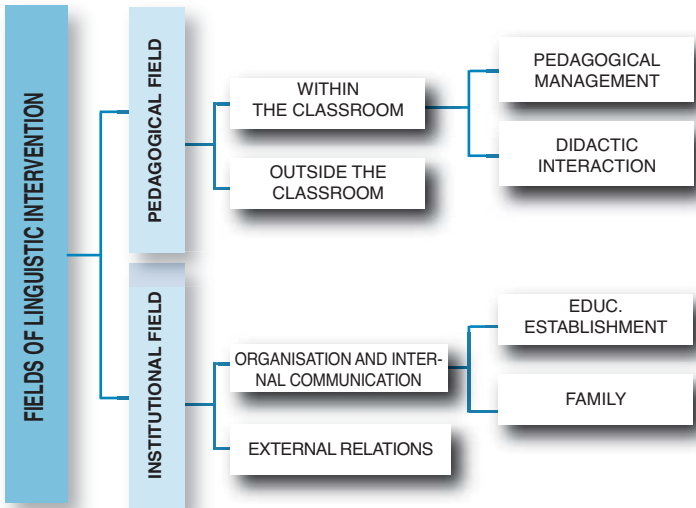 FIELDS OF LINGUISTIC INTERVENTION
PEDAGOGICAL FIELD
WITHIN
THE CLASSROOM
PEDAGOGICAL
MANAGEMENT
DIDACTIC
INTERACTION
OUTSIDE THE
CLASSROOM
INSTITUTIONAL FIELD
ORGANISATION AND INTER-
NAL COMMUNICATION
EDUC.
ESTABLISHMENT
FAMILY
EXTERNAL RELATIONS